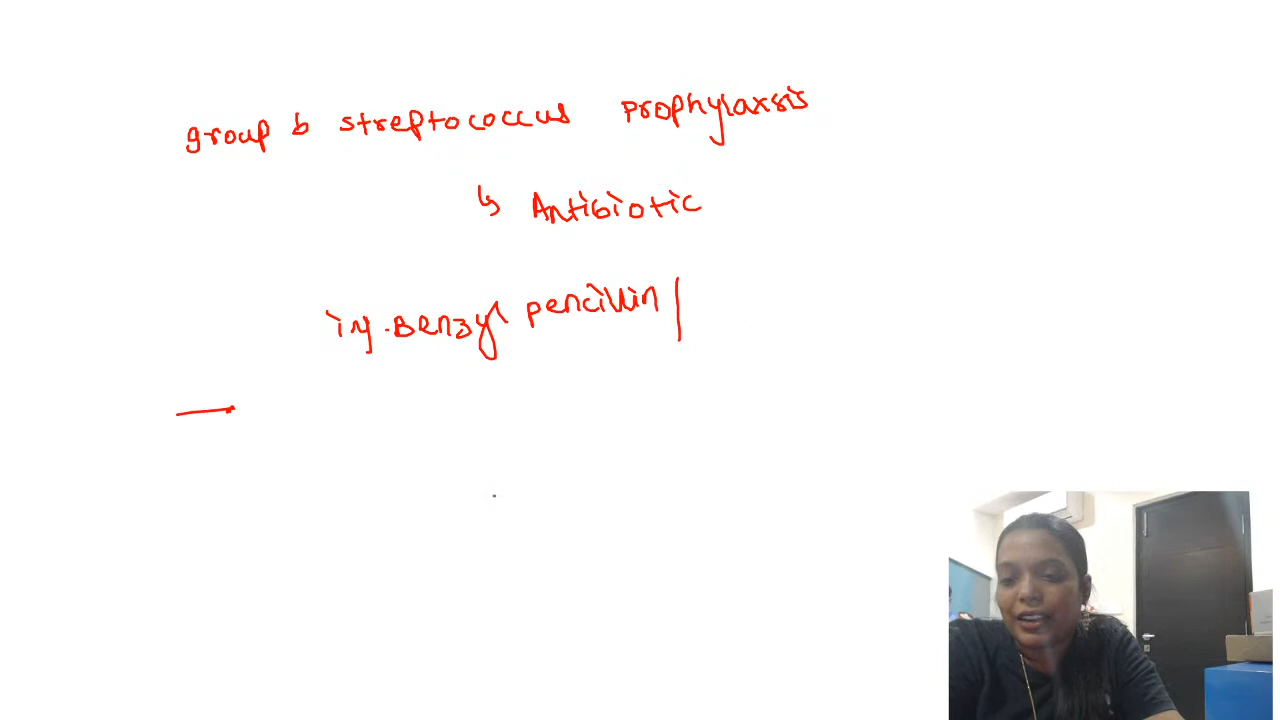 group b streptococcus prophylaxsis
↳ Antibiotic
inj. Benzyl pencillin |